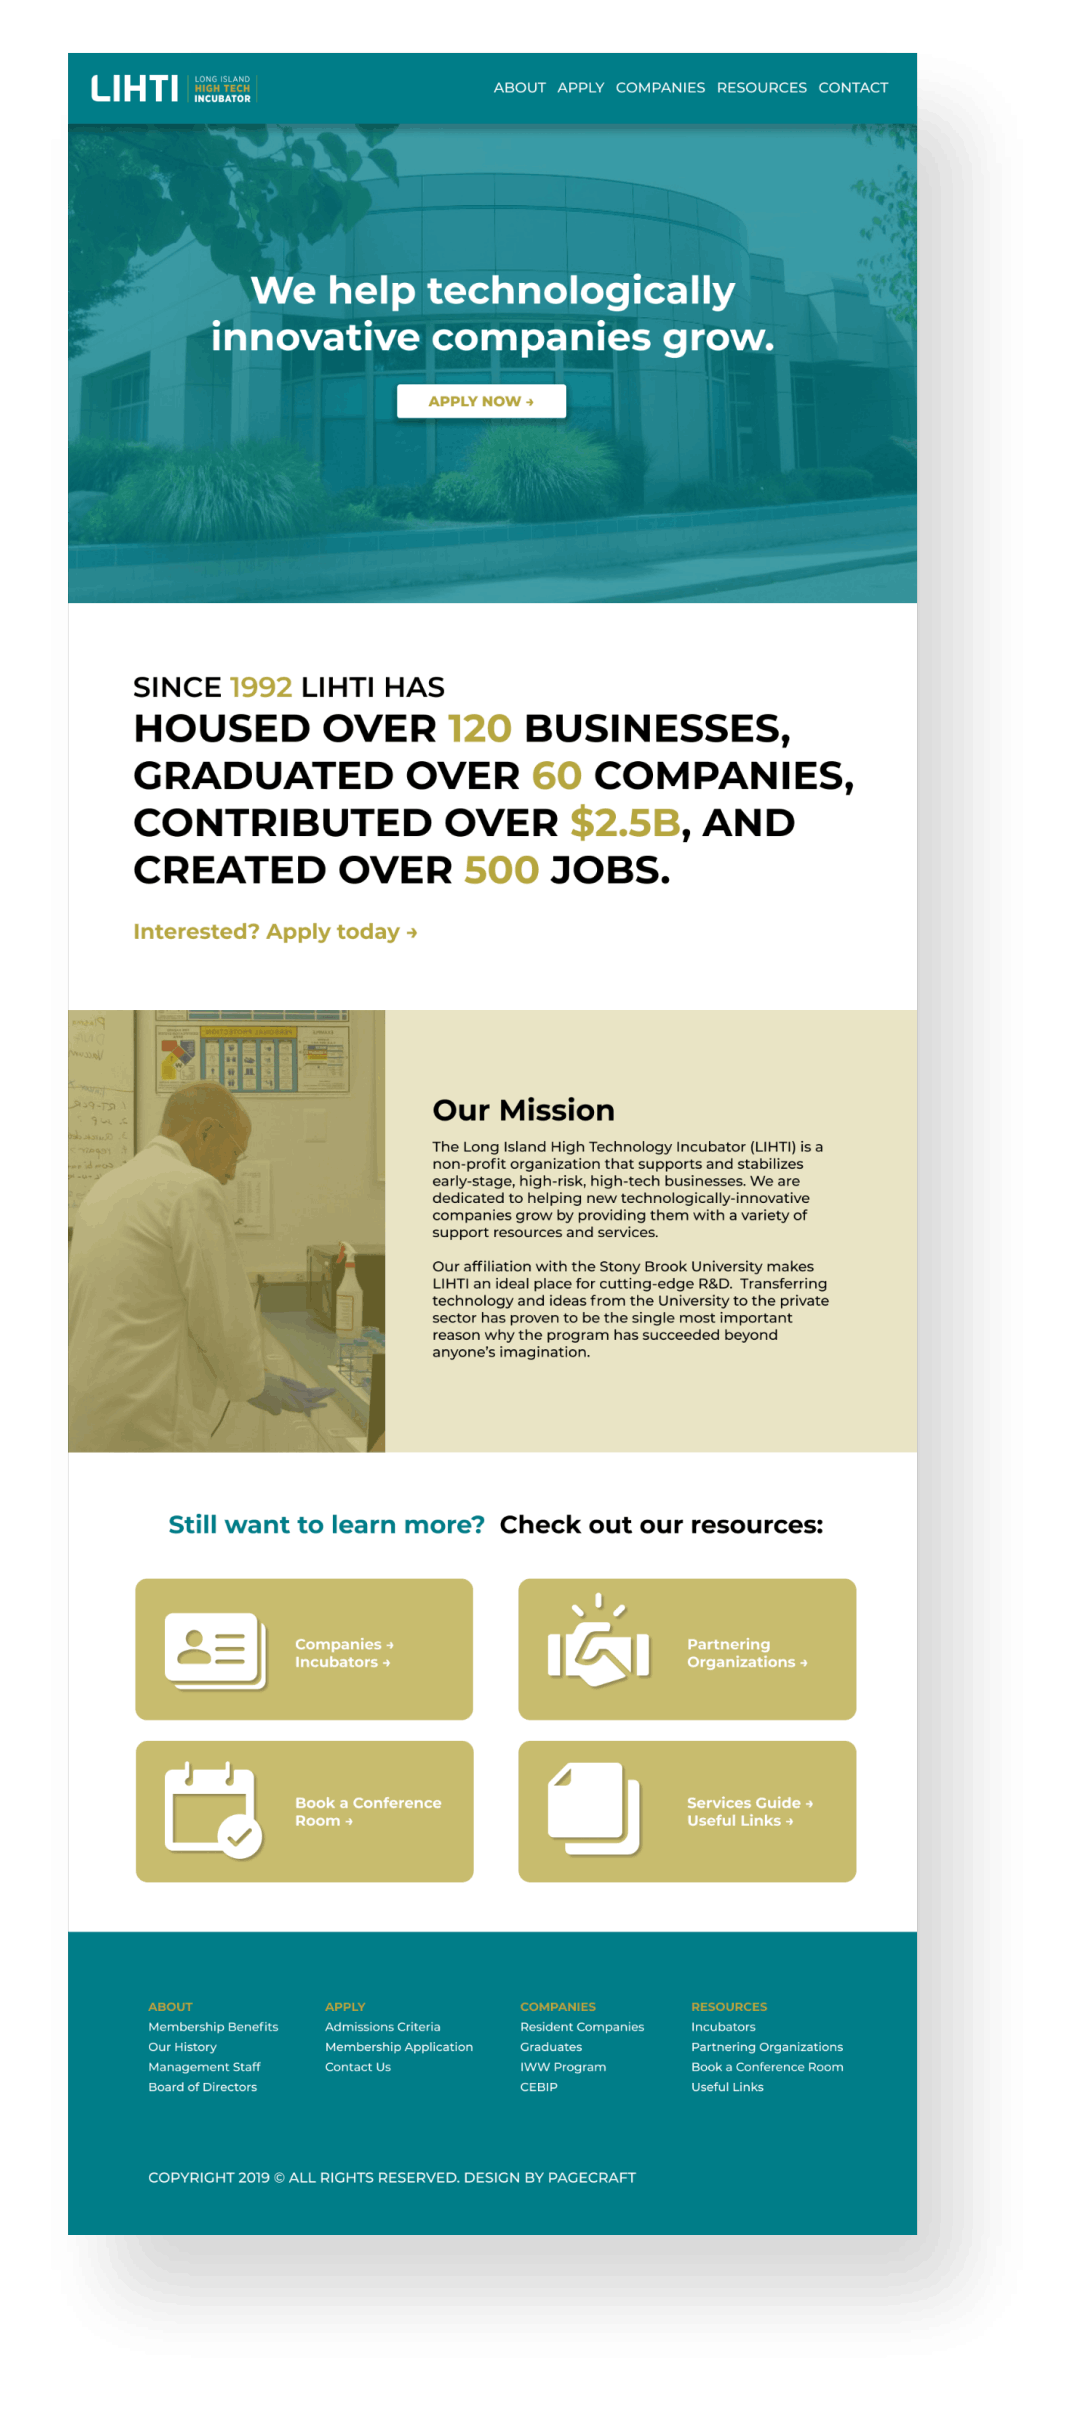 LIHTI
LONG ISLAND
HIGH TECH
INCUBATOR
ABOUT APPLY COMPANIES RESOURCES CONTACT
We help technologically
innovative companies grow.
APPLY NOW →
SINCE 1992 LIHTI HAS
HOUSED OVER 120 BUSINESSES,
GRADUATED OVER 60 COMPANIES,
CONTRIBUTED OVER $2.5B, AND
CREATED OVER 500 JOBS.
Interested? Apply today →
PERSONAL PROTECTION
Our Mission
The Long Island High Technology Incubator (LIHTI) is a
non-profit organization that supports and stabilizes
early-stage, high-risk, high-tech businesses. We are
dedicated to helping new technologically-innovative
companies grow by providing them with a variety of
support resources and services.
Our affiliation with the Stony Brook University makes
LIHTI an ideal place for cutting-edge R&D. Transferring
technology and ideas from the University to the private
sector has proven to be the single most important
reason why the program has succeeded beyond
anyone's imagination.
Still want to learn more? Check out our resources:
Companies →
Incubators →
Partnering
Organizations →
Book a Conference
Room →
Services Guide →
Useful Links →
ABOUT
Membership Benefits
Our History
Management Staff
Board of Directors
APPLY
Admissions Criteria
Membership Application
Contact Us
COMPANIES
Resident Companies
Graduates
IWW Program
CEBIP
RESOURCES
Incubators
Partnering Organizations
Book a Conference Room
Useful Links
COPYRIGHT 2019 © ALL RIGHTS RESERVED. DESIGN BY PAGECRAFT